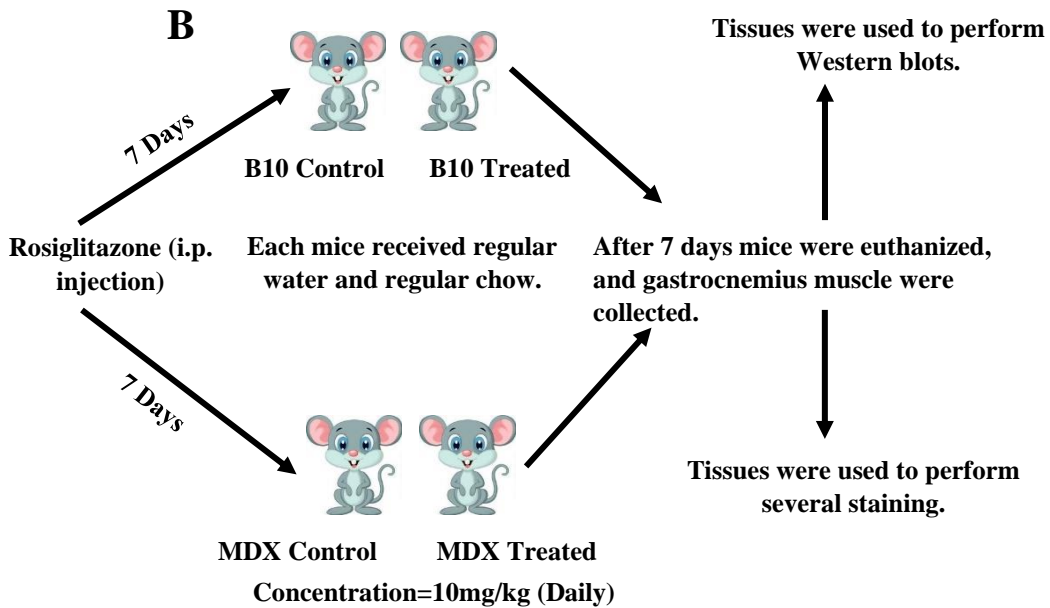 B
Tissues were used to perform
Western blots.
7 Days
B10 Control
B10 Treated
Rosiglitazone (i.p.
injection)
Each mice received regular
water and regular chow.
After 7 days mice were euthanized,
and gastrocnemius muscle were
collected.
7 Days
MDX Control
MDX Treated
Concentration=10mg/kg (Daily)
Tissues were used to perform
several staining.